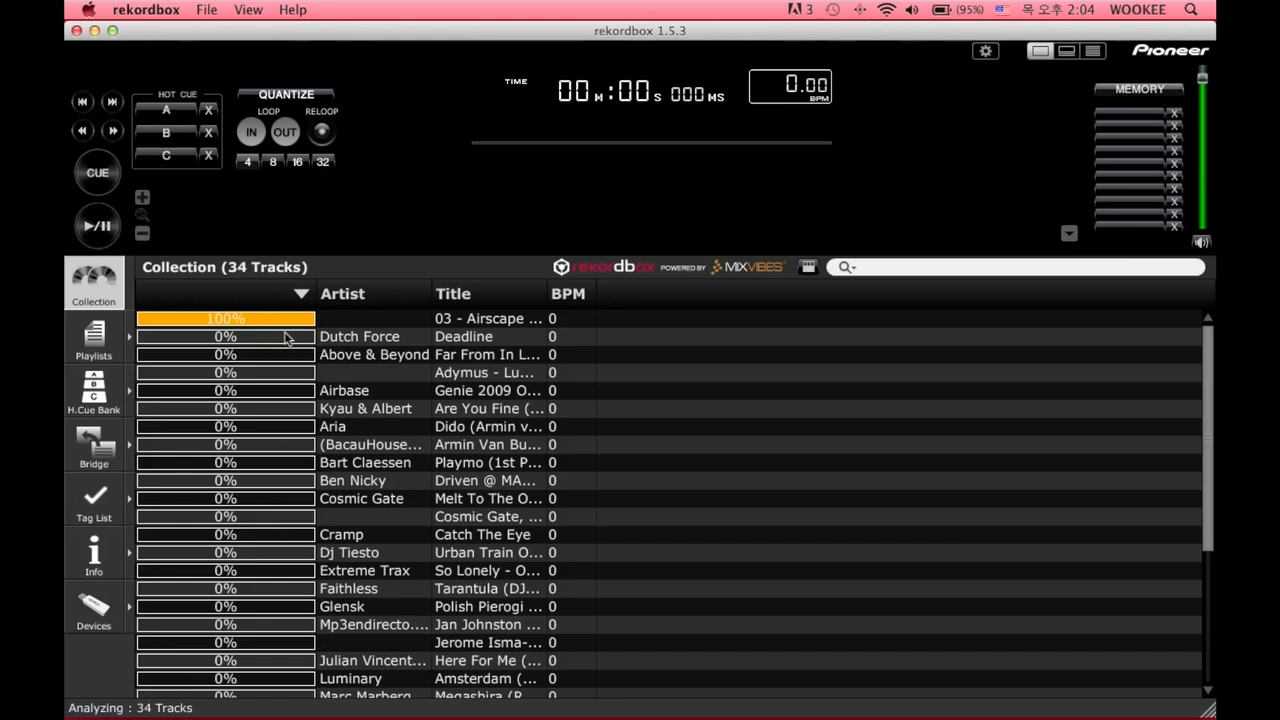 rekordbox File View Help 3 (95%) 목 오후 2:04 WOOKEE
rekordbox 1.5.3
Pioneer
TIME 00 M:00 S 000 MS 0.00 BPM
HOT CUE
A X
B X
C X
QUANTIZE
LOOP RELOOP
IN OUT
4 8 16 32
MEMORY
X
X
X
X
X
X
X
X
X
X
CUE
►/II
Collection (34 Tracks) rekordbox POWERED BY MIXVIBES
Artist Title BPM
100% 03 - Airscape ... 0
0% Dutch Force Deadline 0
0% Above & Beyond Far From In L... 0
0% Adymus - Lu... 0
0% Airbase Genie 2009 O... 0
0% Kyau & Albert Are You Fine (... 0
0% Aria Dido (Armin v... 0
0% (BacauHouse... Armin Van Bu... 0
0% Bart Claessen Playmo (1st P... 0
0% Ben Nicky Driven @ MA... 0
0% Cosmic Gate Melt To The O... 0
0% Cosmic Gate, ... 0
0% Cramp Catch The Eye 0
0% Dj Tiesto Urban Train O... 0
0% Extreme Trax So Lonely - O... 0
0% Faithless Tarantula (DJ... 0
0% Glensk Polish Pierogi ... 0
0% Mp3endirecto.... Jan Johnston ... 0
0% Jerome Isma-... 0
0% Julian Vincent... Here For Me (... 0
0% Luminary Amsterdam (... 0
0% Marc Marberg Megashira (R... 0
Collection
Playlists
A
B
C
H.Cue Bank
Bridge
Tag List
Info
Devices
Analyzing : 34 Tracks